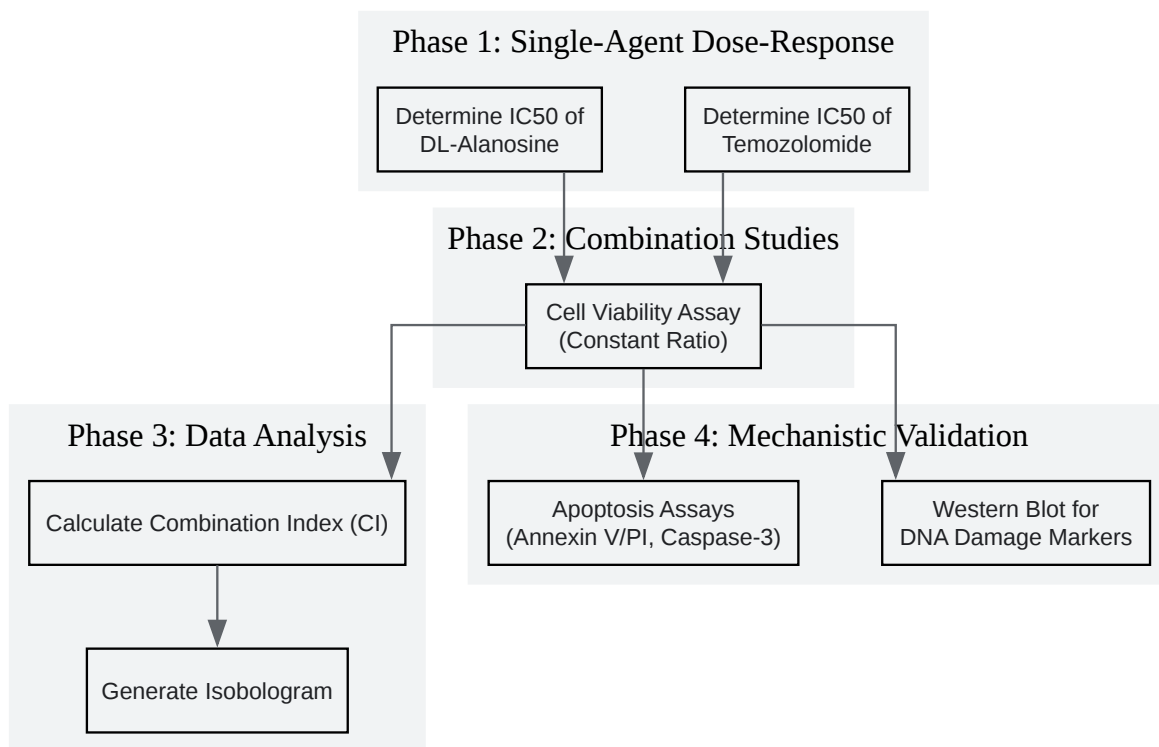 Phase 1: Single-Agent Dose-Response
Determine IC50 of
DL-Alanosine
Determine IC50 of
Temozolomide
Phase 2: Combination Studies
Cell Viability Assay
(Constant Ratio)
Phase 3: Data Analysis
Calculate Combination Index (CI)
Generate Isobologram
Phase 4: Mechanistic Validation
Apoptosis Assays
(Annexin V/PI, Caspase-3)
Western Blot for
DNA Damage Markers